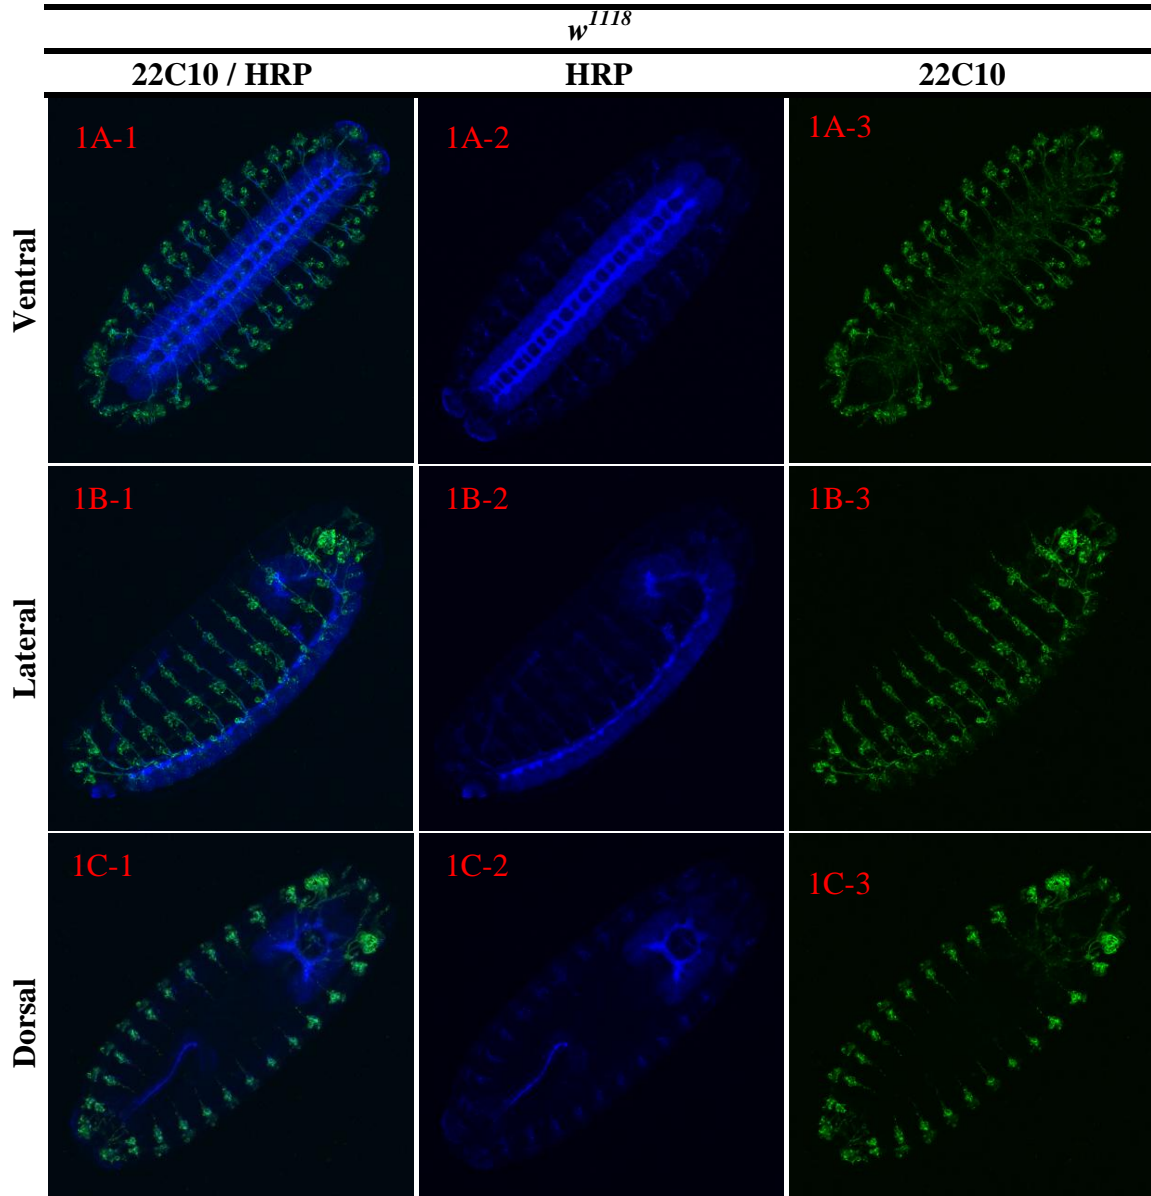 w1118
22C10 / HRP
HRP
22C10
Ventral
1A-1
1A-2
1A-3
Lateral
1B-1
1B-2
1B-3
Dorsal
1C-1
1C-2
1C-3